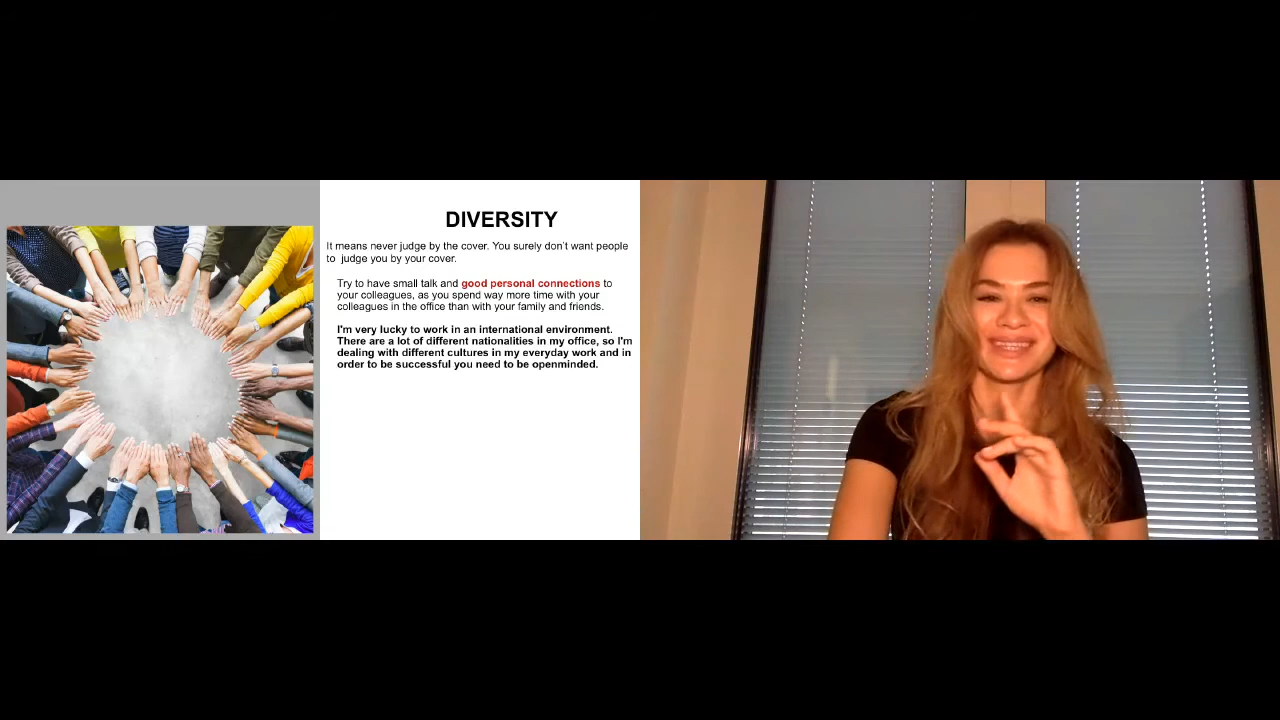 DIVERSITY
It means never judge by the cover. You surely don't want people
to  judge you by your cover.
Try to have small talk and good personal connections to
your colleagues, as you spend way more time with your
colleagues in the office than with your family and friends.
I'm very lucky to work in an international environment.
There are a lot of different nationalities in my office, so I'm
dealing with different cultures in my everyday work and in
order to be successful you need to be openminded.